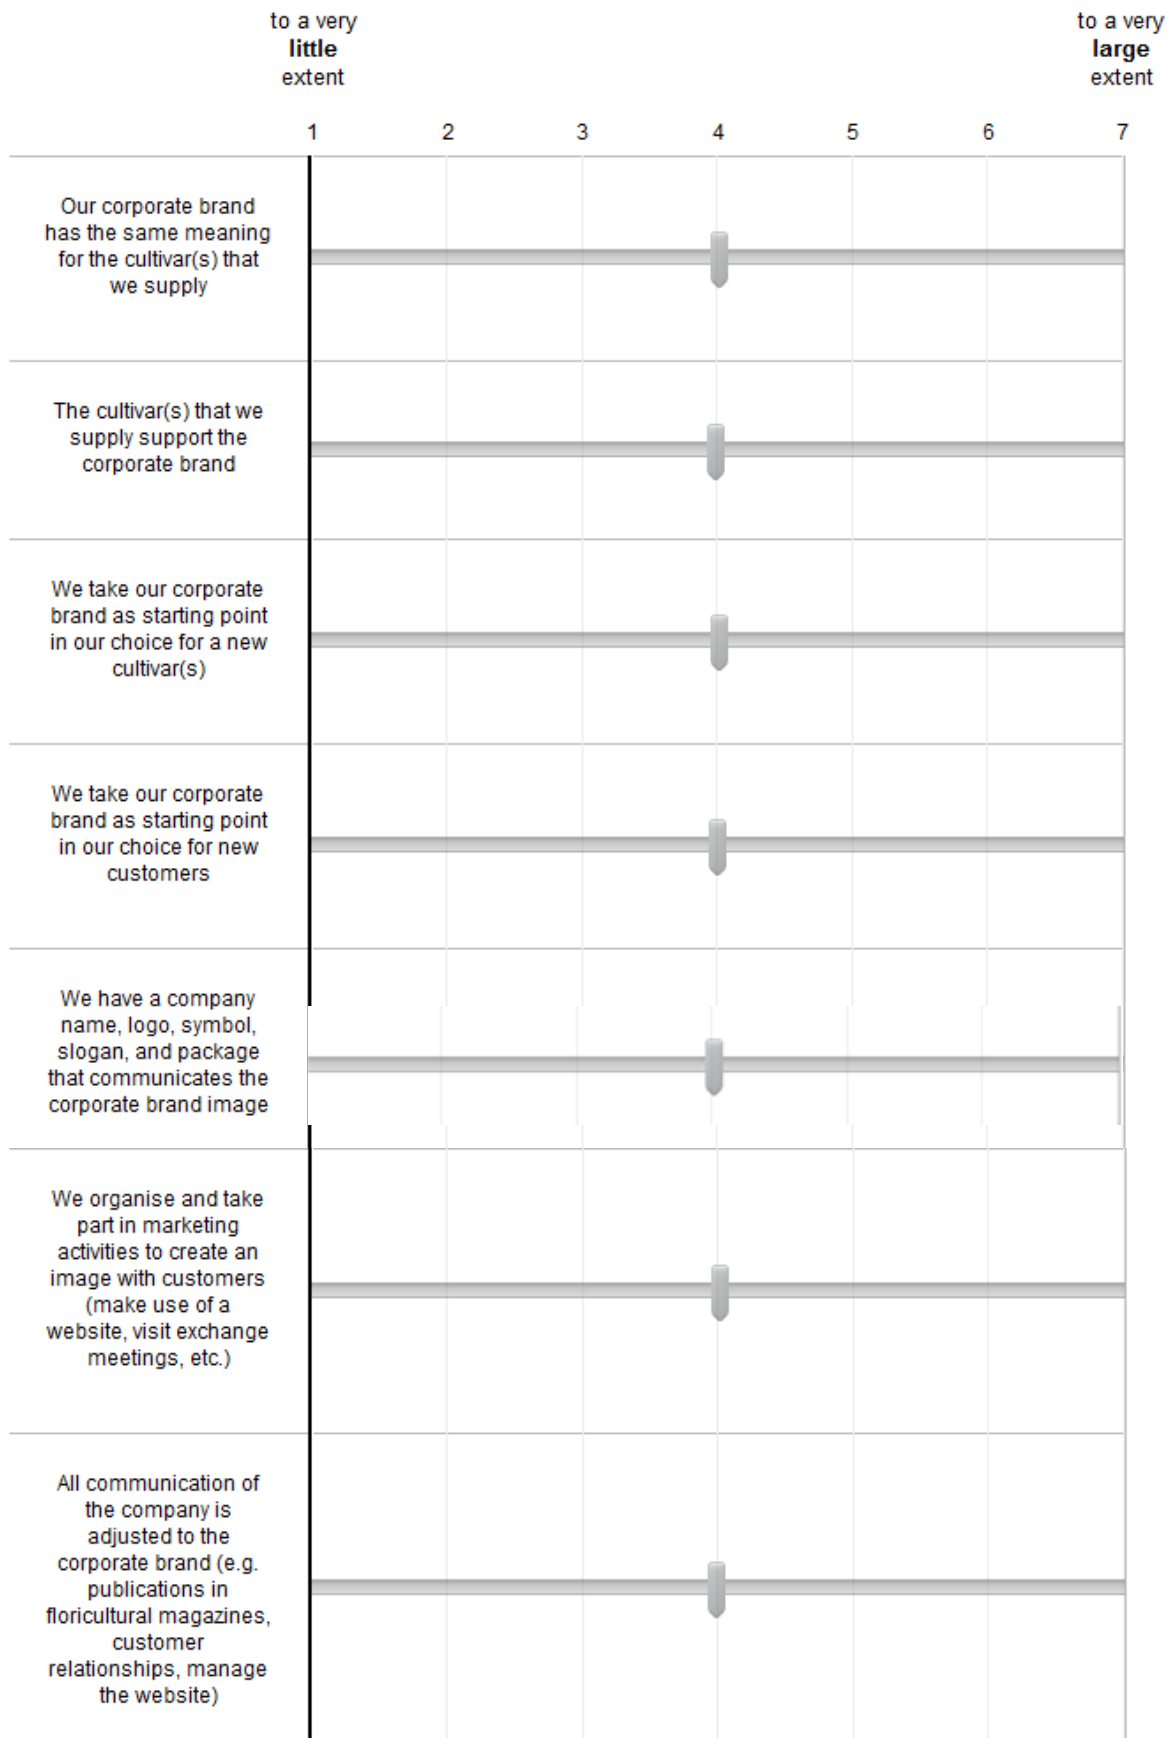 to a very
little
extent
to a very
large
extent
1 2 3 4 5 6 7
Our corporate brand
has the same meaning
for the cultivar(s) that
we supply
The cultivar(s) that we
supply support the
corporate brand
We take our corporate
brand as starting point
in our choice for a new
cultivar(s)
We take our corporate
brand as starting point
in our choice for new
customers
We have a company
name, logo, symbol,
slogan, and package
that communicates the
corporate brand image
We organise and take
part in marketing
activities to create an
image with customers
(make use of a
website, visit exchange
meetings, etc.)
All communication of
the company is
adjusted to the
corporate brand (e.g.
publications in
floricultural magazines,
customer
relationships, manage
the website)